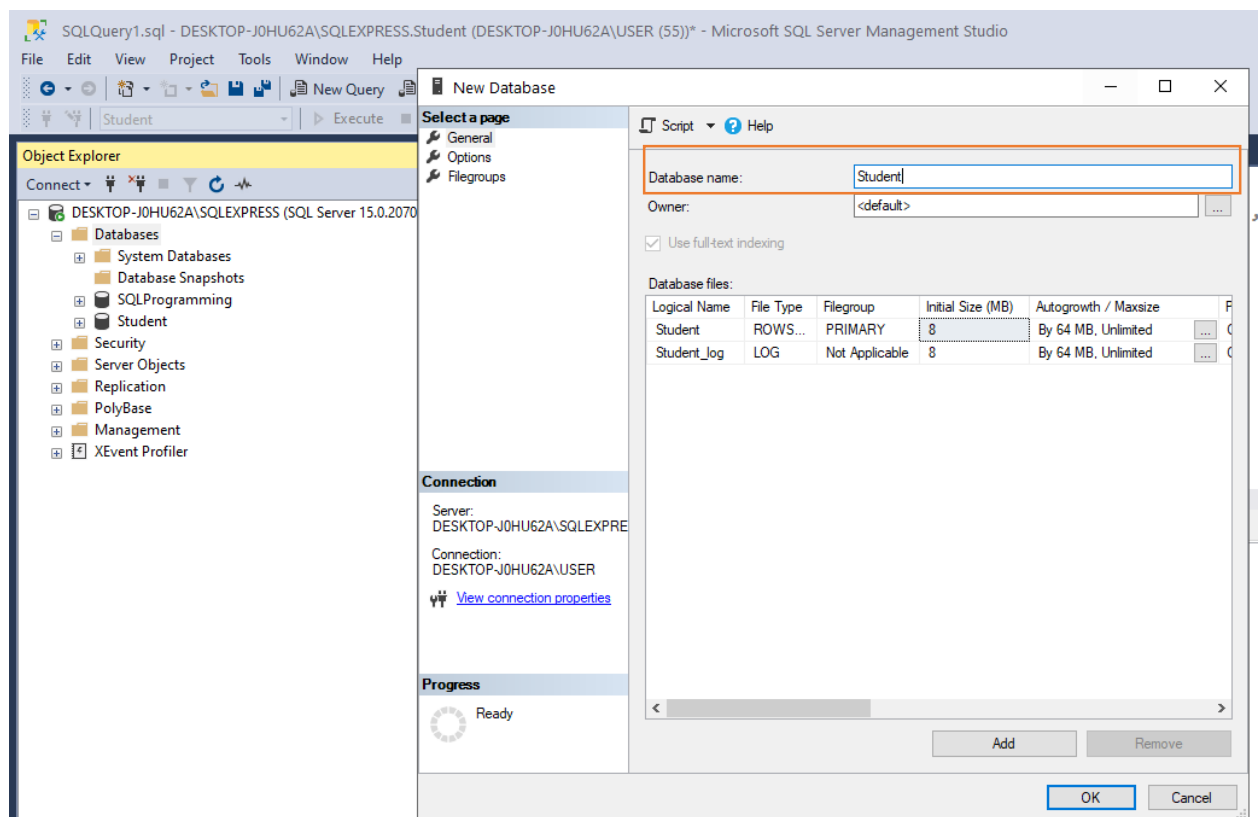 SQLQuery1.sql - DESKTOP-J0HU62A\SQLEXPRESS.Student (DESKTOP-J0HU62A\USER (55))* - Microsoft SQL Server Management Studio
File Edit View Project Tools Window Help
New Query
Student Execute
Object Explorer
Connect
DESKTOP-J0HU62A\SQLEXPRESS (SQL Server 15.0.2070
Databases
System Databases
Database Snapshots
SQLProgramming
Student
Security
Server Objects
Replication
PolyBase
Management
XEvent Profiler
New Database
Select a page
General
Options
Filegroups
Connection
Server:
DESKTOP-J0HU62A\SQLEXPRE
Connection:
DESKTOP-J0HU62A\USER
View connection properties
Progress
Ready
Script Help
Database name: Student
Owner: <default> ...
Use full-text indexing
Database files:
Logical Name File Type Filegroup Initial Size (MB) Autogrowth / Maxsize
Student ROWS... PRIMARY 8 By 64 MB, Unlimited ...
Student_log LOG Not Applicable 8 By 64 MB, Unlimited ...
Add Remove
OK Cancel